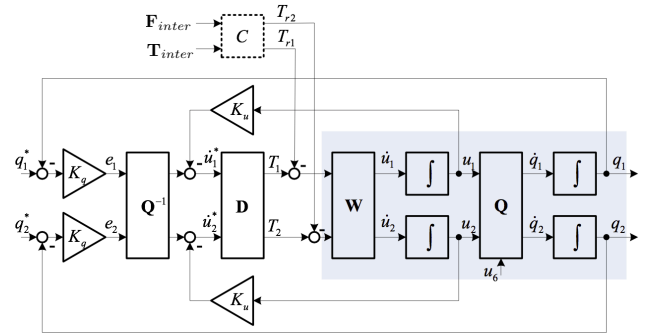 F_inter
T_inter
C
T_r2
T_r1
K_u
q_1^*
-
K_q
e_1
Q^{-1}
-
u̇_1^*
D
T_1
-
W
u̇_1
∫
u_1
Q
q̇_1
∫
q_1
q_2^*
-
K_q
e_2
-
u̇_2^*
T_2
-
u̇_2
∫
u_2
q̇_2
∫
q_2
u_6
K_u